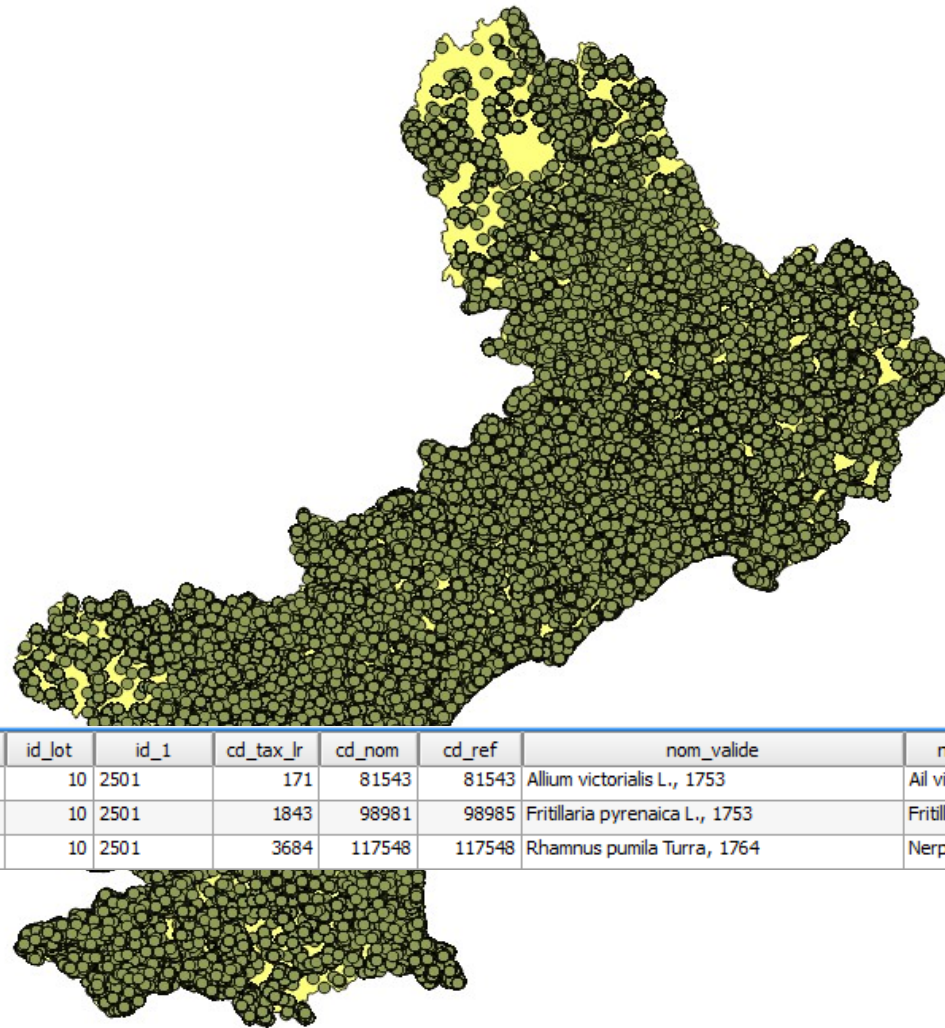 id_lot id_1 cd_tax_lr cd_nom cd_ref nom_valide
10 2501 171 81543 81543 Allium victorialis L., 1753 Ail
10 2501 1843 98981 98985 Fritillaria pyrenaica L., 1753
10 2501 3684 117548 117548 Rhamnus pumila Turra, 1764